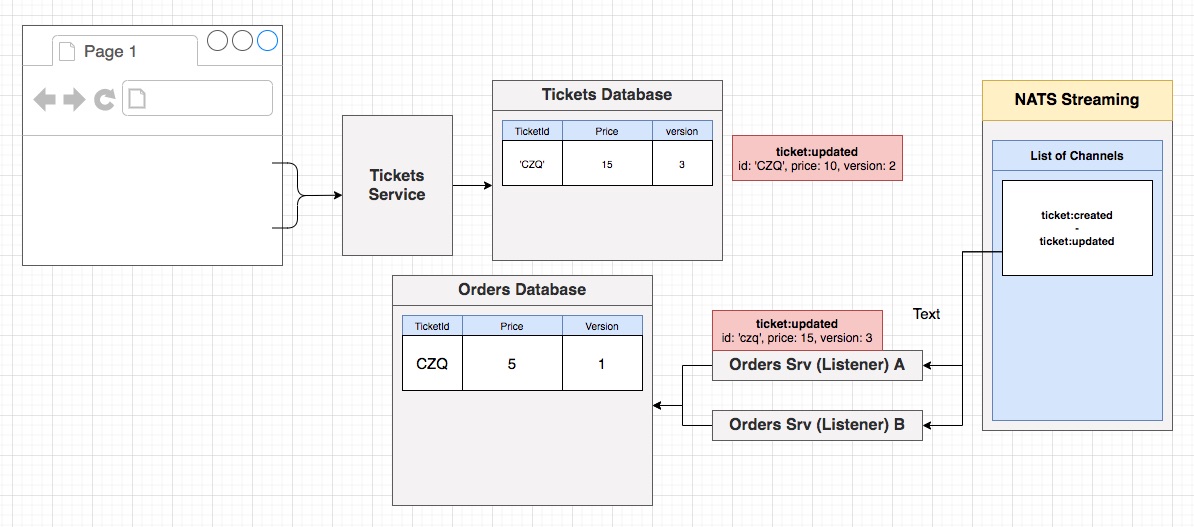 Page 1
Tickets
Service
Tickets Database
TicketId Price version
'CZQ' 15 3
ticket:updated
id: 'CZQ', price: 10, version: 2
NATS Streaming
List of Channels
ticket:created
-
ticket:updated
Orders Database
TicketId Price Version
CZQ 5 1
Text
ticket:updated
id: 'czq', price: 15, version: 3
Orders Srv (Listener) A
Orders Srv (Listener) B